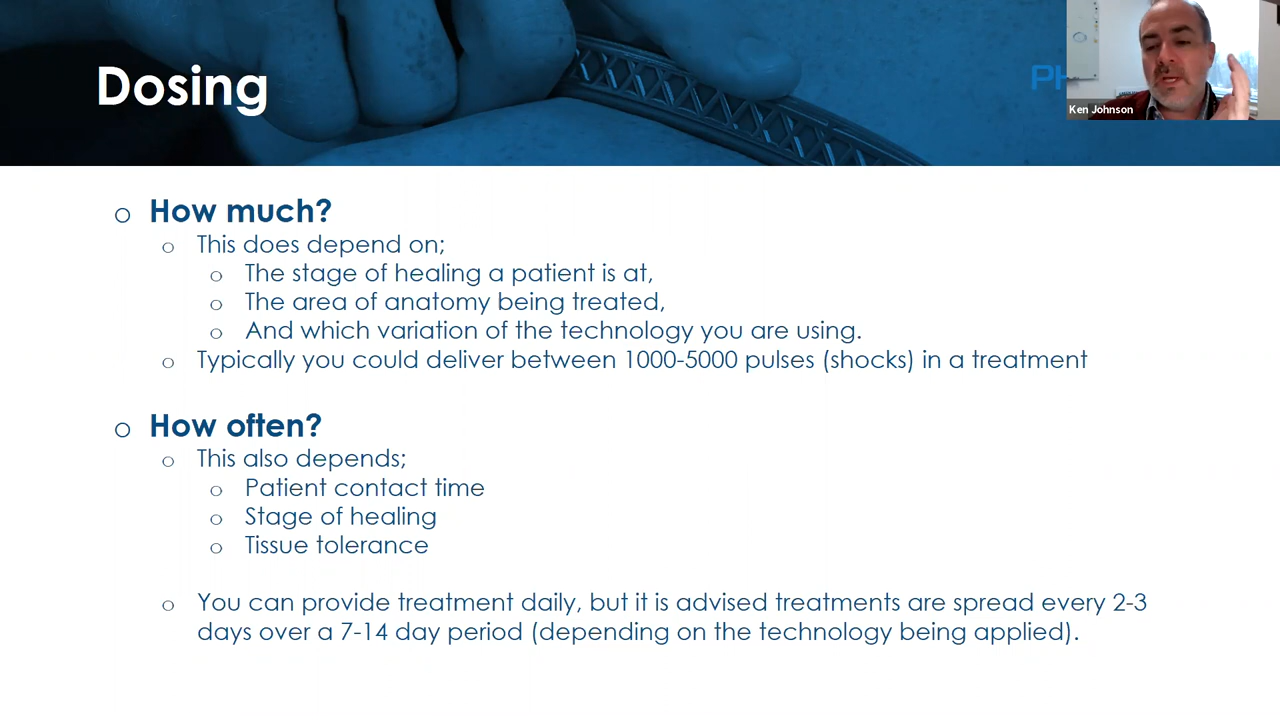 Dosing
PH
Ken Johnson
o How much?
o This does depend on;
o The stage of healing a patient is at,
o The area of anatomy being treated,
o And which variation of the technology you are using.
o Typically you could deliver between 1000-5000 pulses (shocks) in a treatment
o How often?
o This also depends;
o Patient contact time
o Stage of healing
o Tissue tolerance
o You can provide treatment daily, but it is advised treatments are spread every 2-3
days over a 7-14 day period (depending on the technology being applied).